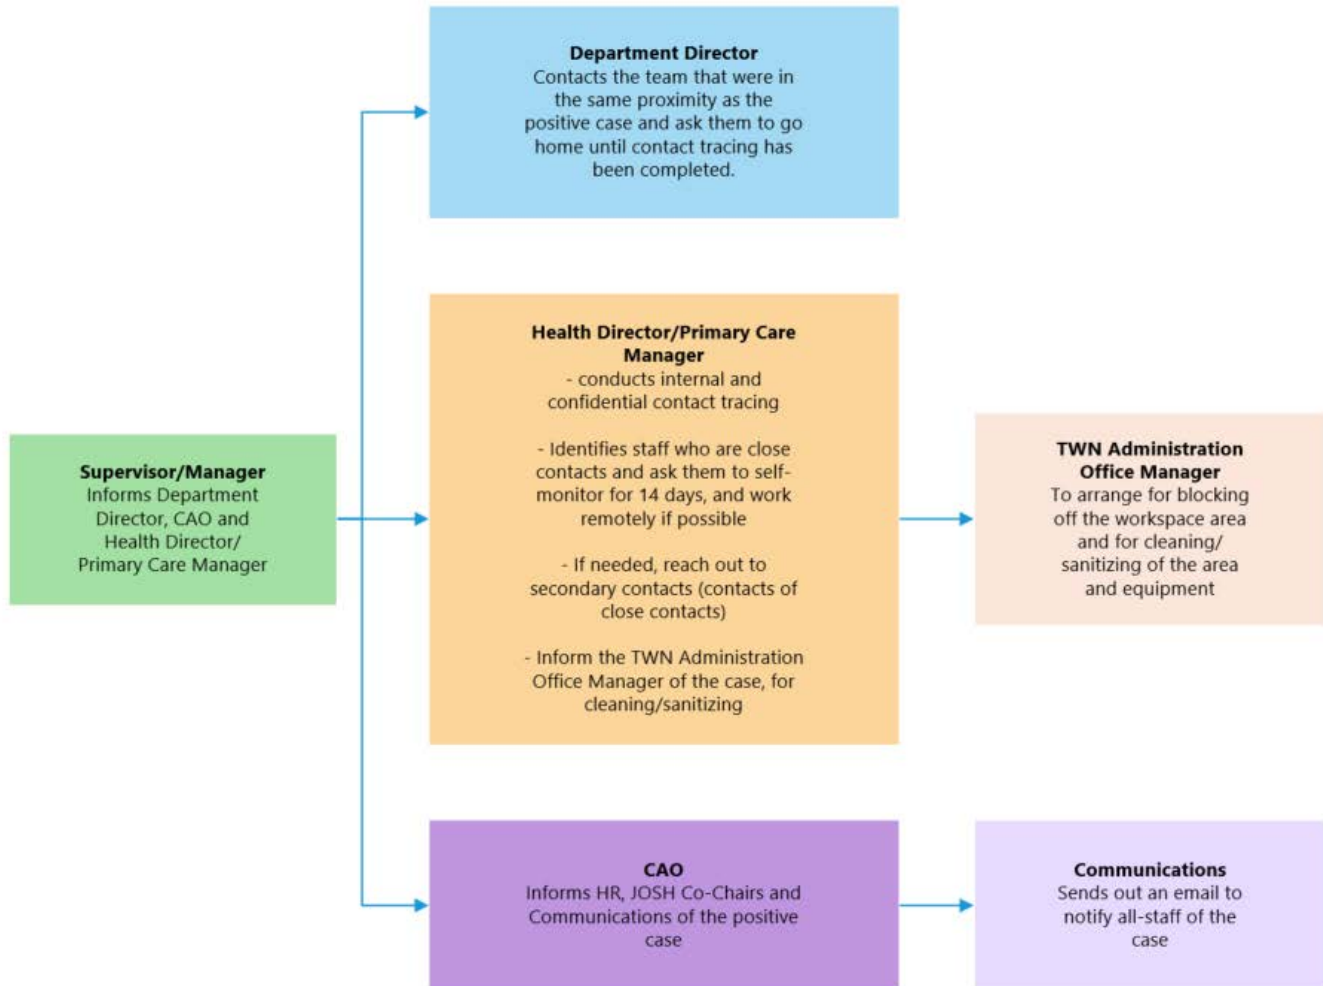 Department Director
Contacts the team that were in
the same proximity as the
positive case and ask them to go
home until contact tracing has
been completed.
Supervisor/Manager
Informs Department
Director, CAO and
Health Director/
Primary Care Manager
Health Director/Primary Care
Manager
- conducts internal and
confidential contact tracing
- Identifies staff who are close
contacts and ask them to self-
monitor for 14 days, and work
remotely if possible
- If needed, reach out to
secondary contacts (contacts of
close contacts)
- Inform the TWN Administration
Office Manager of the case, for
cleaning/sanitizing
TWN Administration
Office Manager
To arrange for blocking
off the workspace area
and for cleaning/
sanitizing of the area
and equipment
CAO
Informs HR, JOSH Co-Chairs and
Communications of the positive
case
Communications
Sends out an email to
notify all-staff of the
case